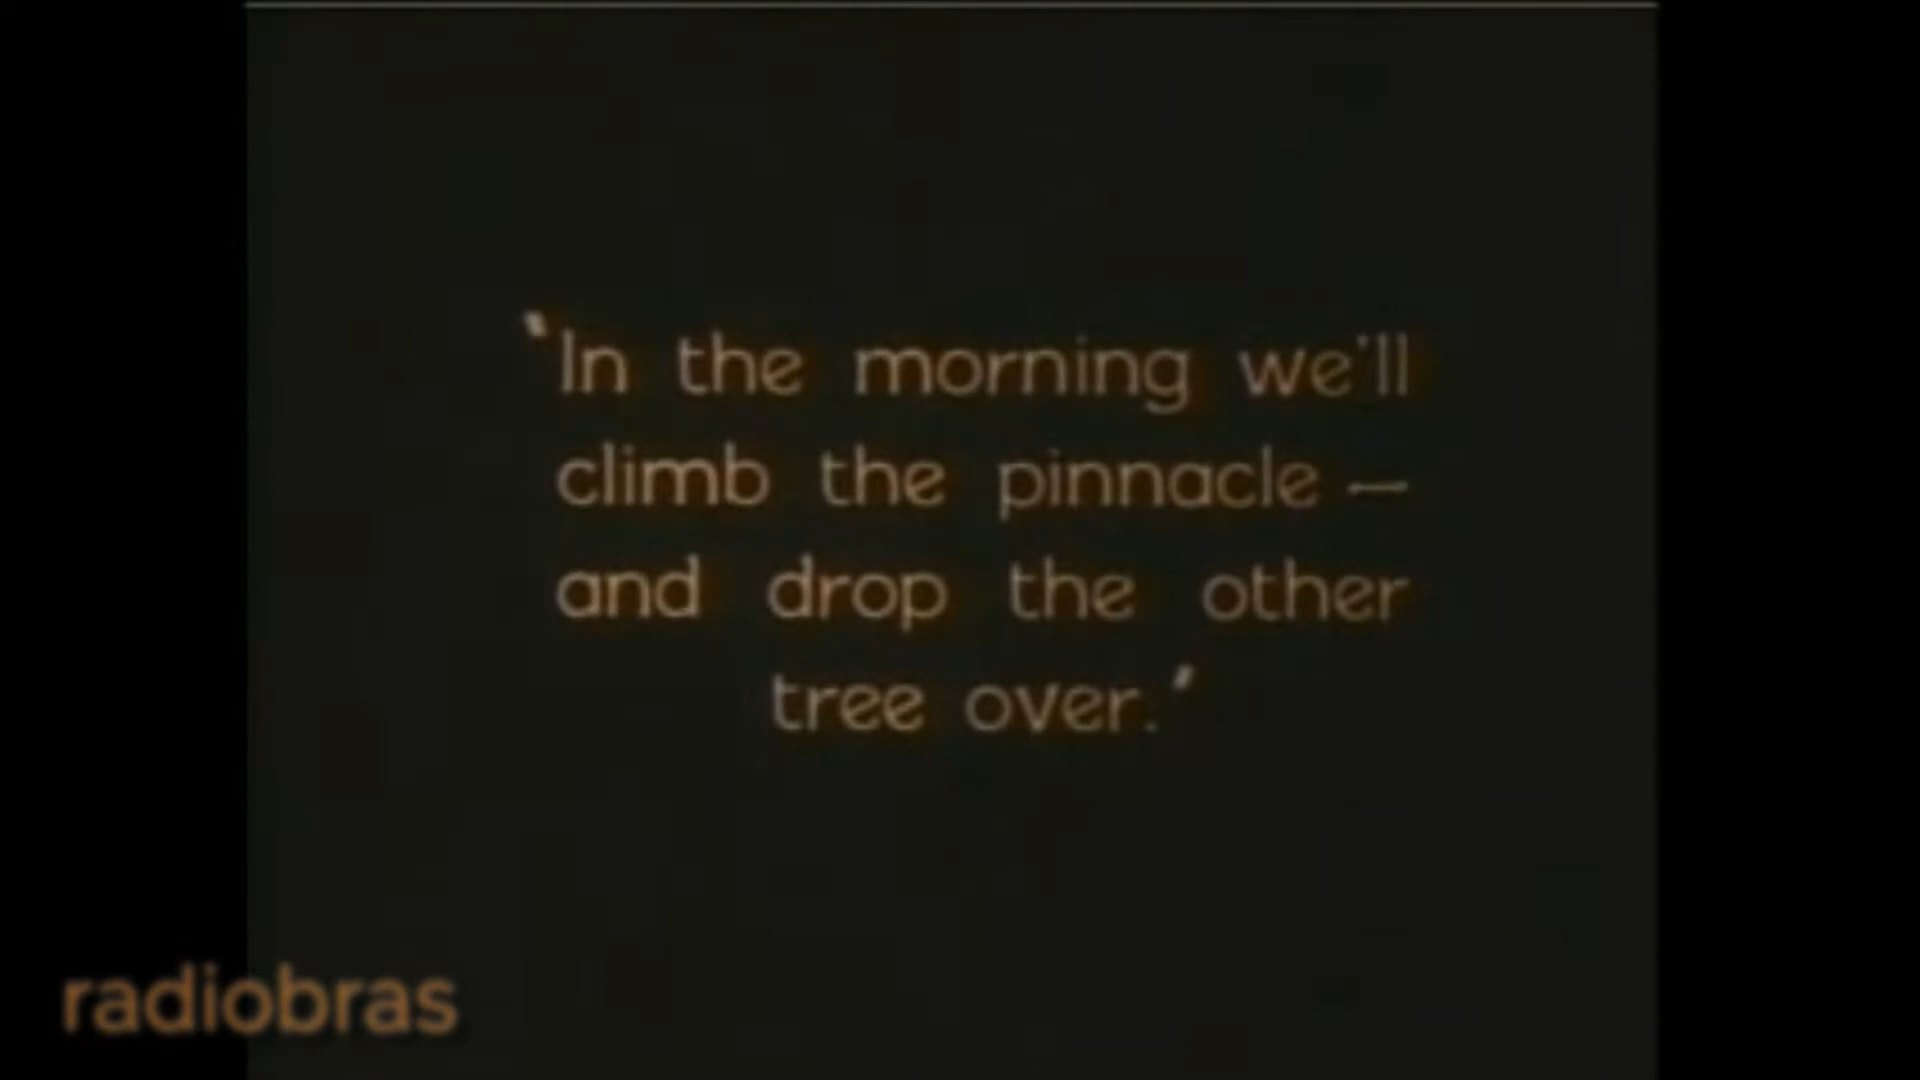 "In the morning we'll
climb the pinnacle —
and drop the other
tree over."
radiobras